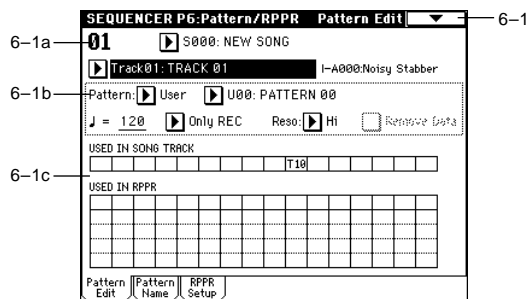 SEQUENCER P6:Pattern/RPPR Pattern Edit
6–1
6–1a
01 S000: NEW SONG
Track01: TRACK 01 I–A000:Noisy Stabber
6–1b
Pattern: User U00: PATTERN 00
♩ = 120 Only REC Reso: Hi Remove Data
USED IN SONG TRACK
T10
6–1c
USED IN RPPR
Pattern Edit
Pattern Name
RPPR Setup